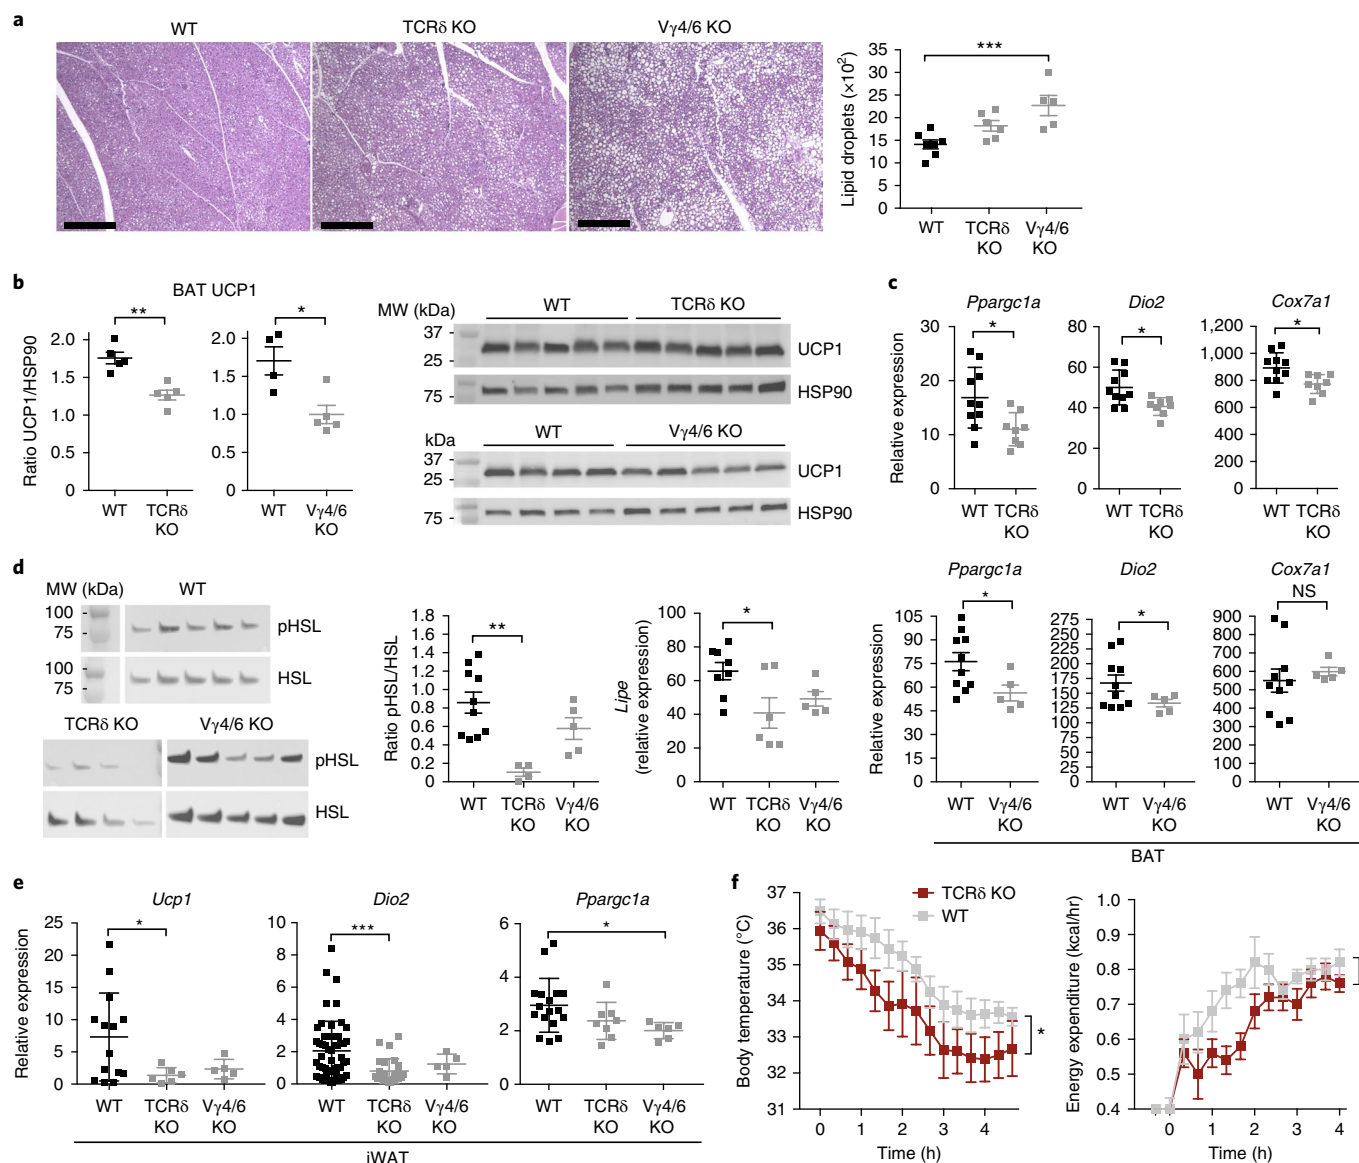 a
WT
TCRδ KO
Vγ4/6 KO
***
Lipid droplets (×10²)
35
30
25
20
15
10
5
0
WT
TCRδ
KO
Vγ4/6
KO
b
BAT UCP1
**
*
Ratio UCP1/HSP90
2.0
1.5
1.0
0.5
0
WT
TCRδ
KO
2.0
1.5
1.0
0.5
0
WT
Vγ4/6
KO
MW (kDa)
WT
TCRδ KO
37
25
UCP1
75
HSP90
kDa
WT
Vγ4/6 KO
37
25
UCP1
75
HSP90
c
Ppargc1a
*
Relative expression
30
20
10
0
WT TCRδ
KO
Dio2
*
80
60
40
20
0
WT TCRδ
KO
Cox7a1
*
1,200
1,000
800
600
400
200
0
WT TCRδ
KO
Ppargc1a
*
Relative expression
105
90
75
60
45
30
15
0
WT Vγ4/6
KO
Dio2
*
275
250
225
200
175
150
125
100
75
50
25
0
WT Vγ4/6
KO
Cox7a1
NS
900
800
700
600
500
400
300
200
100
0
WT Vγ4/6
KO
BAT
d
MW (kDa)
WT
100
75
pHSL
100
75
HSL
TCRδ KO
Vγ4/6 KO
pHSL
HSL
**
Ratio pHSL/HSL
1.8
1.6
1.4
1.2
1.0
0.8
0.6
0.4
0.2
0
WT
TCRδ
KO
Vγ4/6
KO
*
Lipe
(relative expression)
100
80
60
40
20
0
WT
TCRδ
KO
Vγ4/6
KO
e
Ucp1
*
Relative expression
25
20
15
10
5
0
WT
TCRδ
KO
Vγ4/6
KO
Dio2
***
10
8
6
4
2
0
WT
TCRδ
KO
Vγ4/6
KO
Ppargc1a
*
6
4
2
0
WT
TCRδ
KO
Vγ4/6
KO
iWAT
f
TCRδ KO
WT
Body temperature (°C)
37
36
35
34
33
32
31
*
0 1 2 3 4
Time (h)
Energy expenditure (kcal/hr)
1.0
0.9
0.8
0.7
0.6
0.5
0.4
0 1 2 3 4
Time (h)